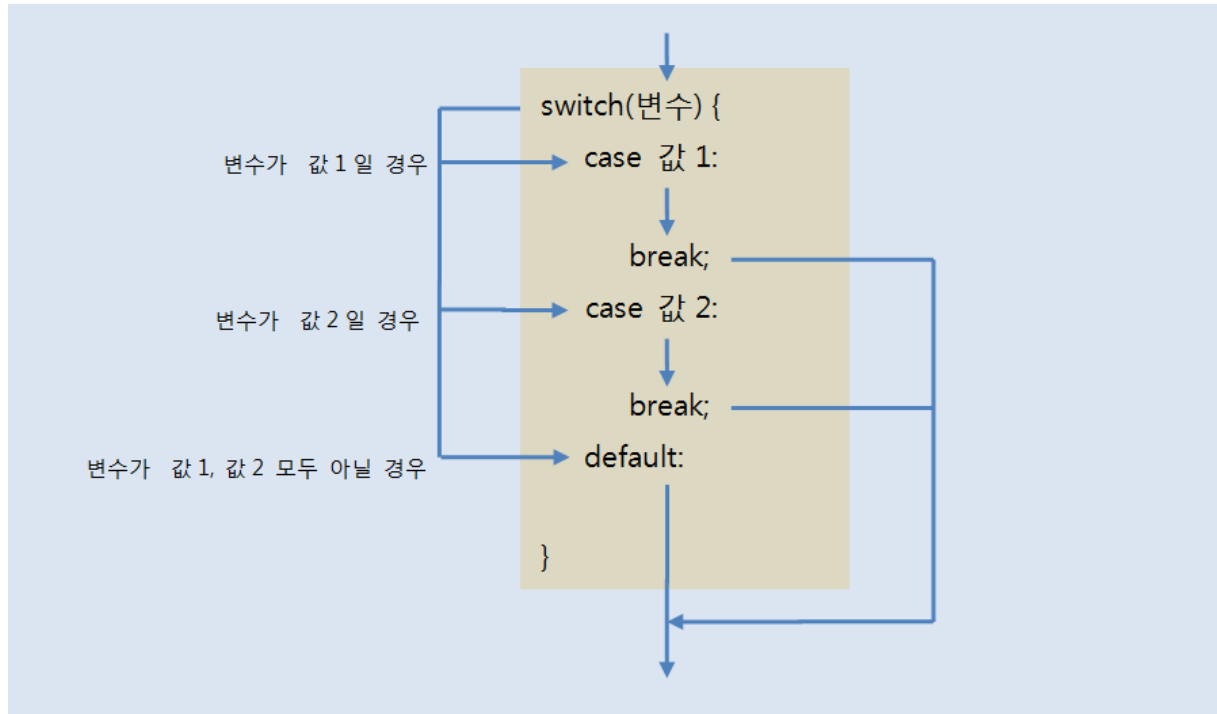 switch(변수) {
변수가 값 1 일 경우
case 값 1:
break;
변수가 값 2 일 경우
case 값 2:
break;
변수가 값 1, 값 2 모두 아닐 경우
default:
}